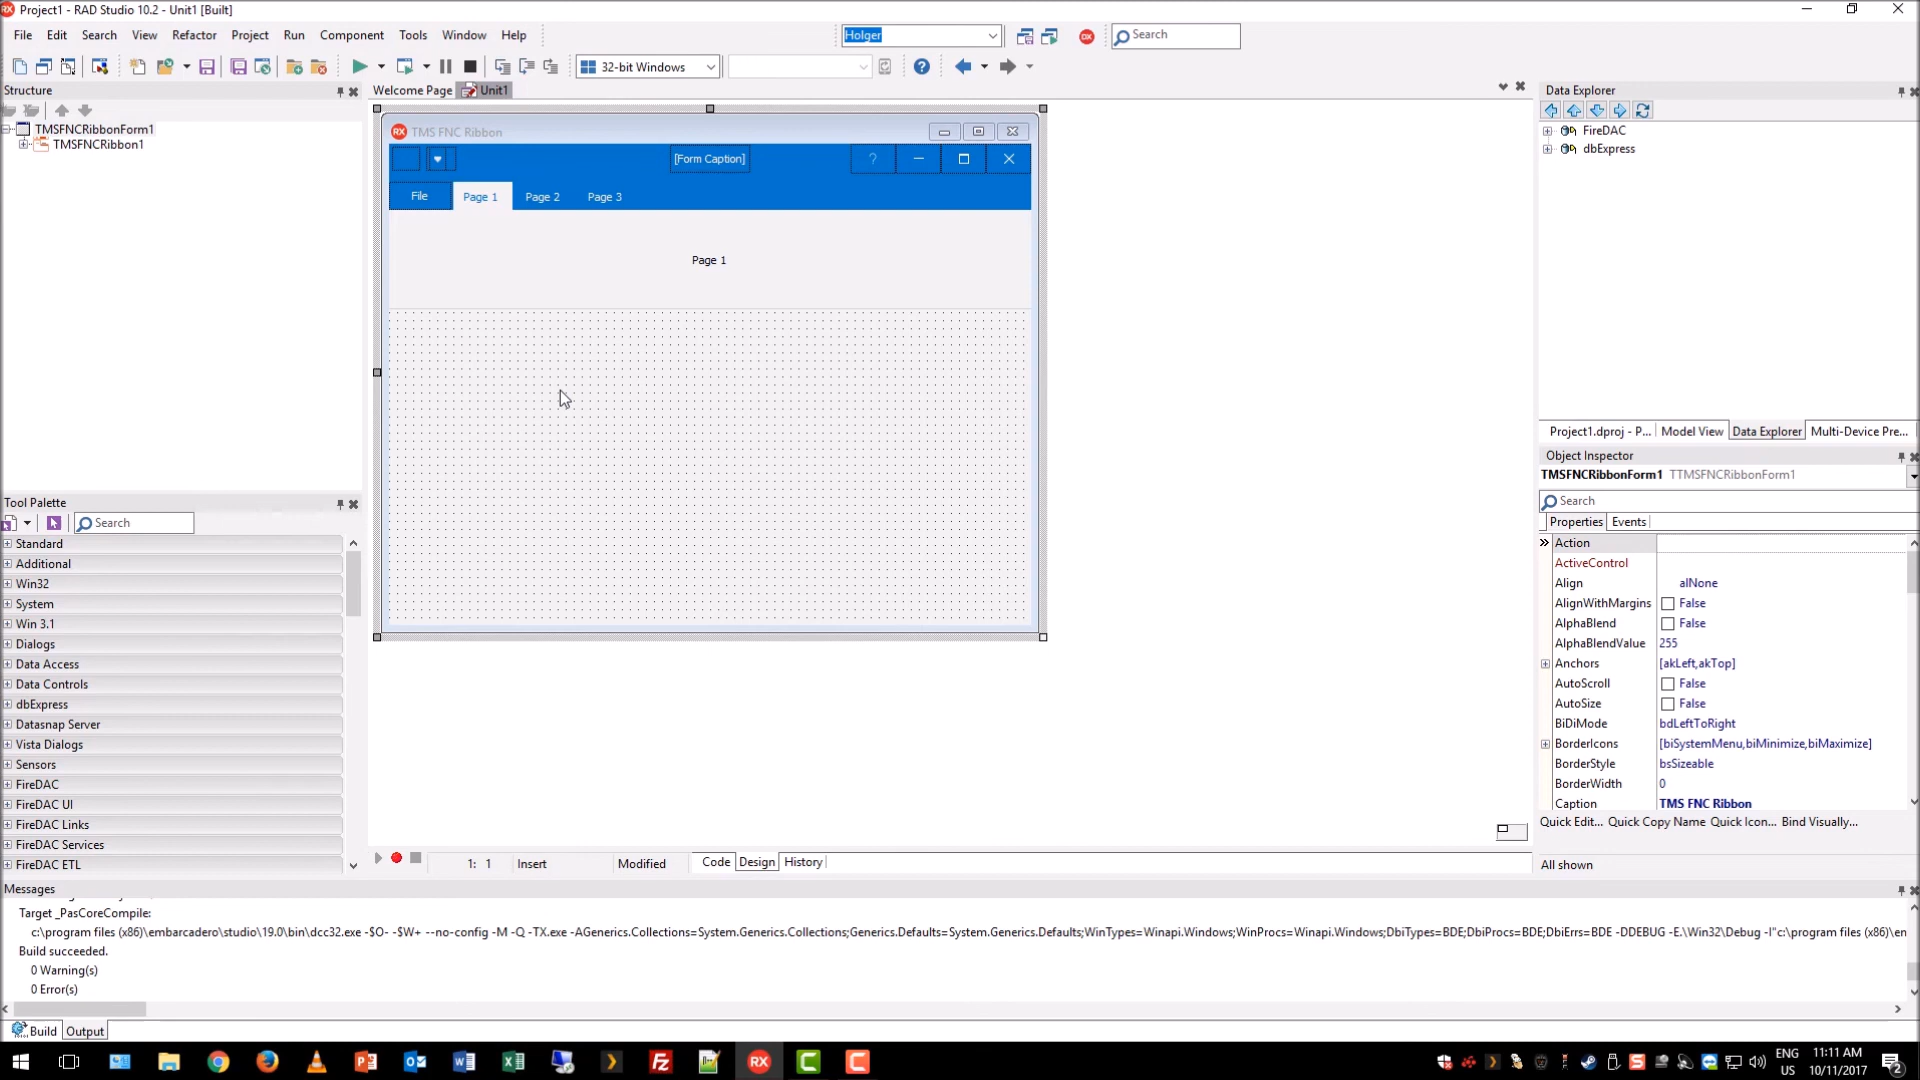 Project1 - RAD Studio 10.2 - Unit1 [Built]
File Edit Search View Refactor Project Run Component Tools Window Help
Holger
Search
32-bit Windows
Structure
TMSFNCRibbonForm1
TMSFNCRibbon1
Welcome Page Unit1
TMS FNC Ribbon
[Form Caption]
?
File Page 1 Page 2 Page 3
Page 1
Data Explorer
FireDAC
dbExpress
Project1.dproj - P... Model View Data Explorer Multi-Device Pre...
Object Inspector
TMSFNCRibbonForm1 TTMSFNCRibbonForm1
Search
Properties Events
Action
ActiveControl
Align alNone
AlignWithMargins False
AlphaBlend False
AlphaBlendValue 255
Anchors [akLeft,akTop]
AutoScroll False
AutoSize False
BiDiMode bdLeftToRight
BorderIcons [biSystemMenu,biMinimize,biMaximize]
BorderStyle bsSizeable
BorderWidth 0
Caption TMS FNC Ribbon
Quick Edit... Quick Copy Name Quick Icon... Bind Visually...
All shown
Tool Palette
Search
Standard
Additional
Win32
System
Win 3.1
Dialogs
Data Access
Data Controls
dbExpress
Datasnap Server
Vista Dialogs
Sensors
FireDAC
FireDAC UI
FireDAC Links
FireDAC Services
FireDAC ETL
1: 1 Insert Modified Code Design History
Messages
Target _PasCoreCompile:
c:\program files (x86)\embarcadero\studio\19.0\bin\dcc32.exe -$O- -$W+ --no-config -M -Q -TX.exe -AGenerics.Collections=System.Generics.Collections;Generics.Defaults=System.Generics.Defaults;WinTypes=Winapi.Windows;WinProcs=Winapi.Windows;DbiTypes=BDE;DbiProcs=BDE;DbiErrs=BDE -DDEBUG -E.\Win32\Debug -I"c:\program files (x86)\en
Build succeeded.
0 Warning(s)
0 Error(s)
Build Output
ENG
US
11:11 AM
10/11/2017
2